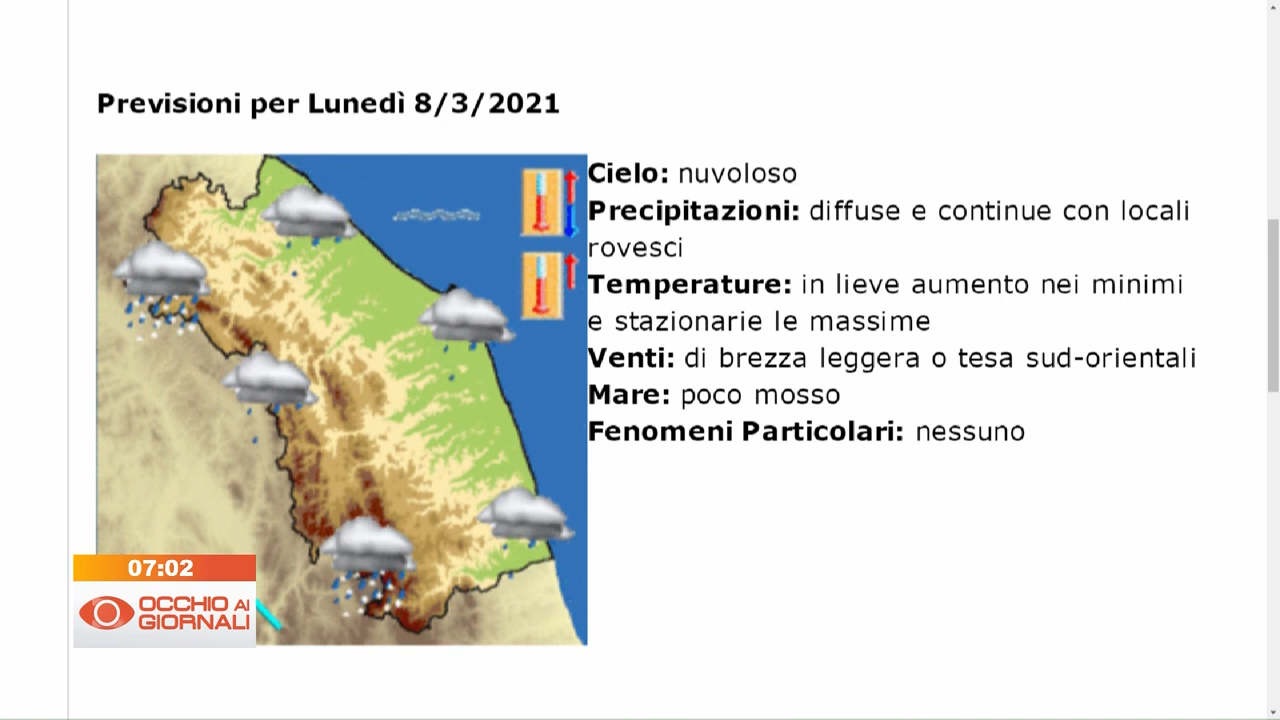 Previsioni per Lunedì 8/3/2021
Cielo: nuvoloso
Precipitazioni: diffuse e continue con locali
rovesci
Temperature: in lieve aumento nei minimi
e stazionarie le massime
Venti: di brezza leggera o tesa sud-orientali
Mare: poco mosso
Fenomeni Particolari: nessuno
07:02
OCCHIO AI
GIORNALI